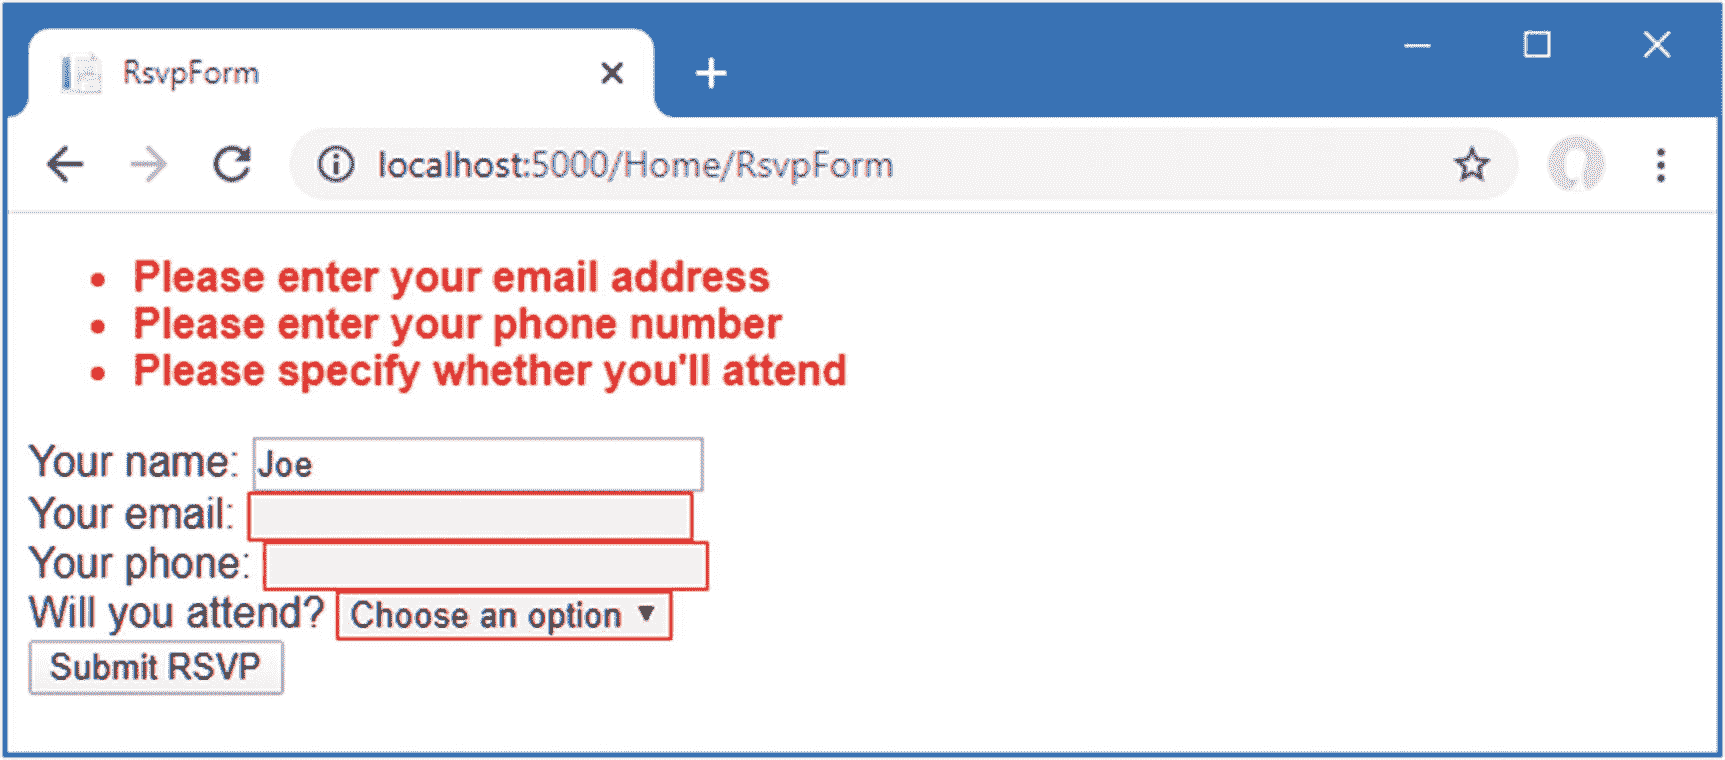 RsvpForm
localhost:5000/Home/RsvpForm
• Please enter your email address
• Please enter your phone number
• Please specify whether you'll attend
Your name: Joe
Your email:
Your phone:
Will you attend? Choose an option
Submit RSVP